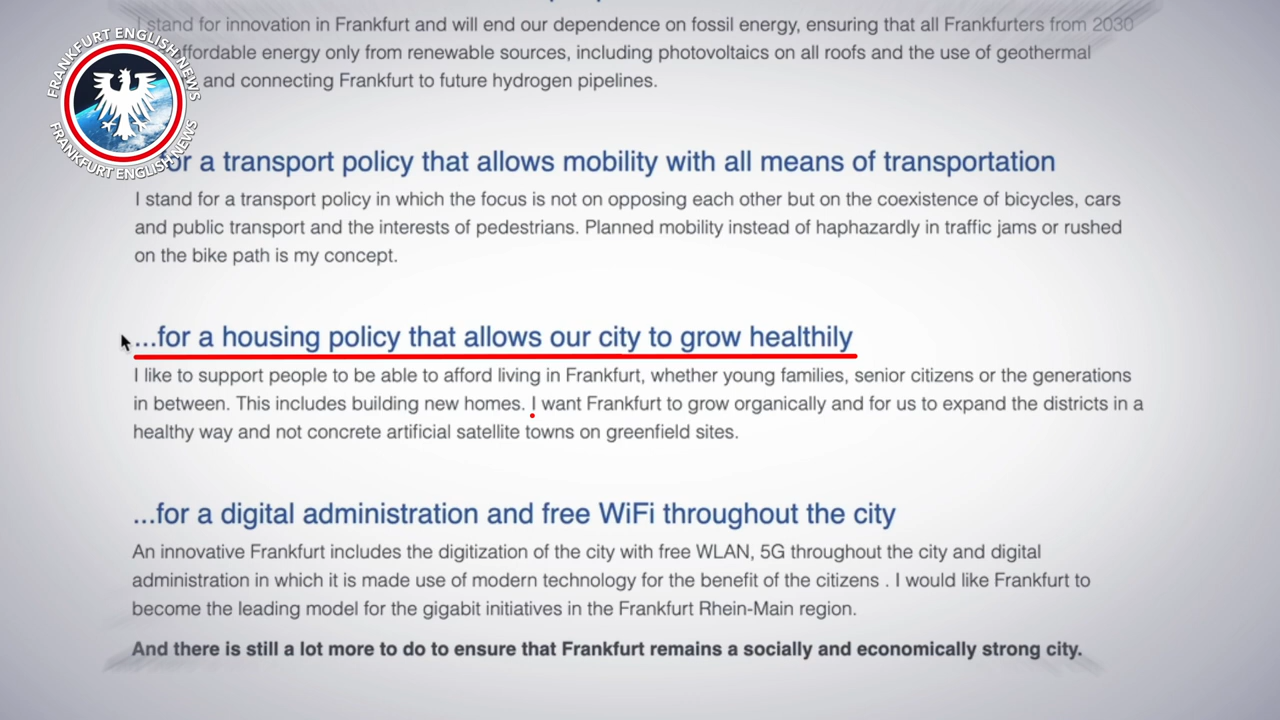 FRANKFURT ENGLISH NEWS
FRANKFURT ENGLISH NEWS
I stand for innovation in Frankfurt and will end our dependence on fossil energy, ensuring that all Frankfurters from 2030
affordable energy only from renewable sources, including photovoltaics on all roofs and the use of geothermal
and connecting Frankfurt to future hydrogen pipelines.
for a transport policy that allows mobility with all means of transportation
I stand for a transport policy in which the focus is not on opposing each other but on the coexistence of bicycles, cars
and public transport and the interests of pedestrians. Planned mobility instead of haphazardly in traffic jams or rushed
on the bike path is my concept.
...for a housing policy that allows our city to grow healthily
I like to support people to be able to afford living in Frankfurt, whether young families, senior citizens or the generations
in between. This includes building new homes. I want Frankfurt to grow organically and for us to expand the districts in a
healthy way and not concrete artificial satellite towns on greenfield sites.
...for a digital administration and free WiFi throughout the city
An innovative Frankfurt includes the digitization of the city with free WLAN, 5G throughout the city and digital
administration in which it is made use of modern technology for the benefit of the citizens . I would like Frankfurt to
become the leading model for the gigabit initiatives in the Frankfurt Rhein-Main region.
And there is still a lot more to do to ensure that Frankfurt remains a socially and economically strong city.